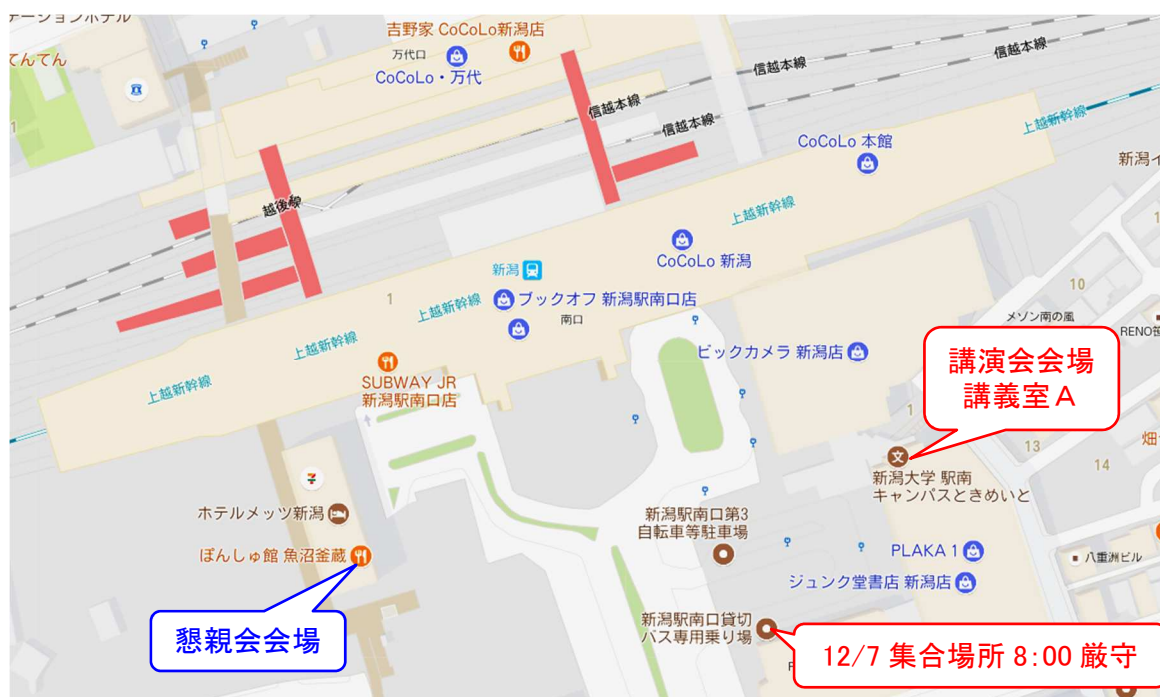 テーションホテル
てんてん
吉野家 CoCoLo新潟店
万代口
CoCoLo・万代
信越本線
信越本線
信越本線
信越本線
CoCoLo 本館
上越新幹線
新潟イ
越後線
上越新幹線
CoCoLo 新潟
新潟
1
上越新幹線
ブックオフ 新潟駅南口店
南口
10
メゾン南の風
RENO笹
上越新幹線
ビックカメラ 新潟店
SUBWAY JR
新潟駅南口店
上越新幹線
講演会会場
講義室A
1
13
14
畑
新潟大学 駅南
キャンパスときめいと
ホテルメッツ新潟
新潟駅南口第3
自転車等駐車場
ぽんしゅ館 魚沼釜蔵
PLAKA 1
八重洲ビル
ジュンク堂書店 新潟店
懇親会会場
新潟駅南口貸切
バス専用乗り場
12/7 集合場所 8:00 厳守